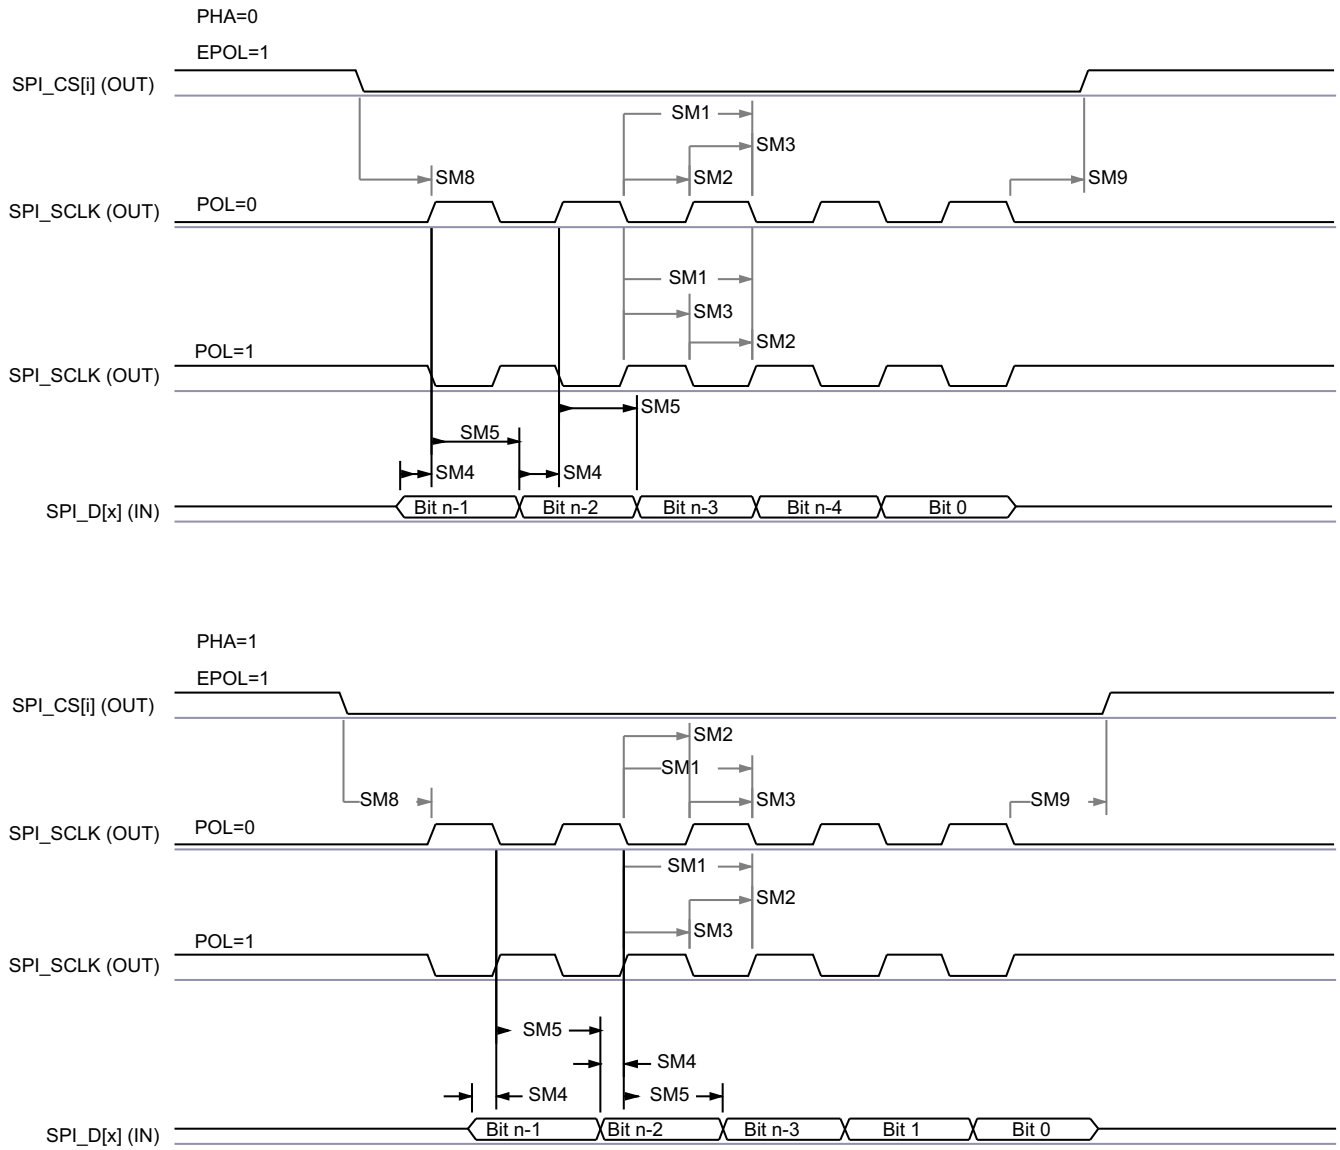 PHA=0
EPOL=1
SPI_CS[i] (OUT)
SM1
SM3
SM8
SM2
SM9
POL=0
SPI_SCLK (OUT)
SM1
SM3
SM2
POL=1
SPI_SCLK (OUT)
SM5
SM5
SM4
SM4
SPI_D[x] (IN)
Bit n-1
Bit n-2
Bit n-3
Bit n-4
Bit 0
PHA=1
EPOL=1
SPI_CS[i] (OUT)
SM2
SM1
SM8
SM3
SM9
POL=0
SPI_SCLK (OUT)
SM1
SM2
SM3
POL=1
SPI_SCLK (OUT)
SM5
SM4
SM4
SM5
SPI_D[x] (IN)
Bit n-1
Bit n-2
Bit n-3
Bit 1
Bit 0